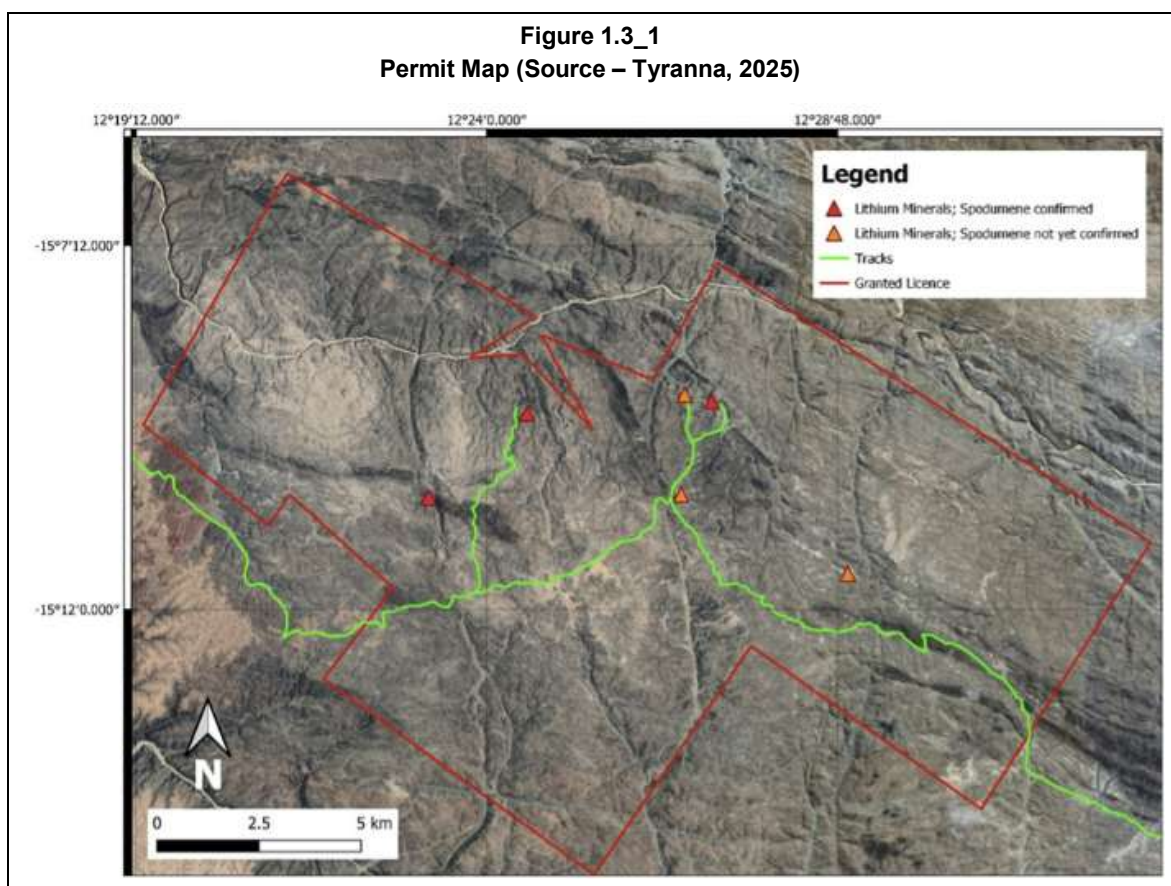 Figure 1.3_1
Permit Map (Source – Tyranna, 2025)
12°19'12.000" 12°24'0.000" 12°28'48.000"
Legend
Lithium Minerals; Spodumene confirmed
Lithium Minerals; Spodumene not yet confirmed
Tracks
Granted Licence
-15°7'12.000"
-15°12'0.000"
N
0 2.5 5 km